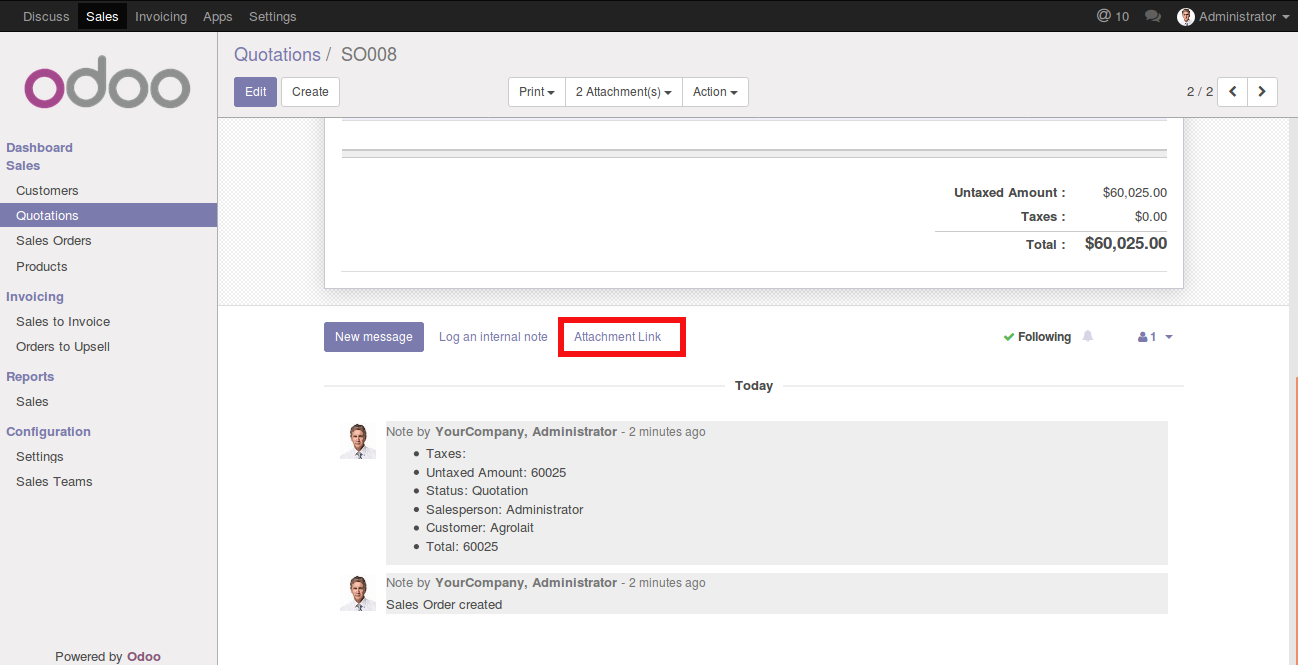 Discuss Sales Invoicing Apps Settings @ 10 Administrator
odoo
Quotations / SO008
Edit Create Print 2 Attachment(s) Action 2 / 2
Dashboard
Sales
Customers
Quotations
Sales Orders
Products
Invoicing
Sales to Invoice
Orders to Upsell
Reports
Sales
Configuration
Settings
Sales Teams
Powered by Odoo
Untaxed Amount : $60,025.00
Taxes : $0.00
Total : $60,025.00
New message Log an internal note Attachment Link Following 1
Today
Note by YourCompany, Administrator - 2 minutes ago
• Taxes:
• Untaxed Amount: 60025
• Status: Quotation
• Salesperson: Administrator
• Customer: Agrolait
• Total: 60025
Note by YourCompany, Administrator - 2 minutes ago
Sales Order created